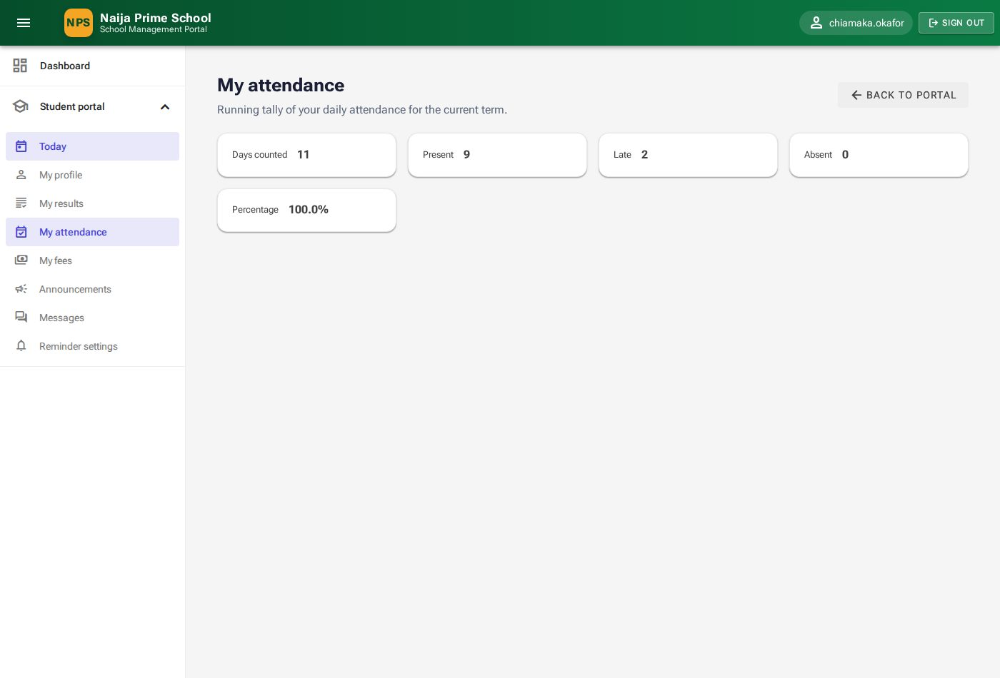 NPS
Naija Prime School
School Management Portal
chiamaka.okafor
SIGN OUT
Dashboard
Student portal
Today
My profile
My results
My attendance
My fees
Announcements
Messages
Reminder settings
My attendance
Running tally of your daily attendance for the current term.
BACK TO PORTAL
Days counted 11
Present 9
Late 2
Absent 0
Percentage 100.0%